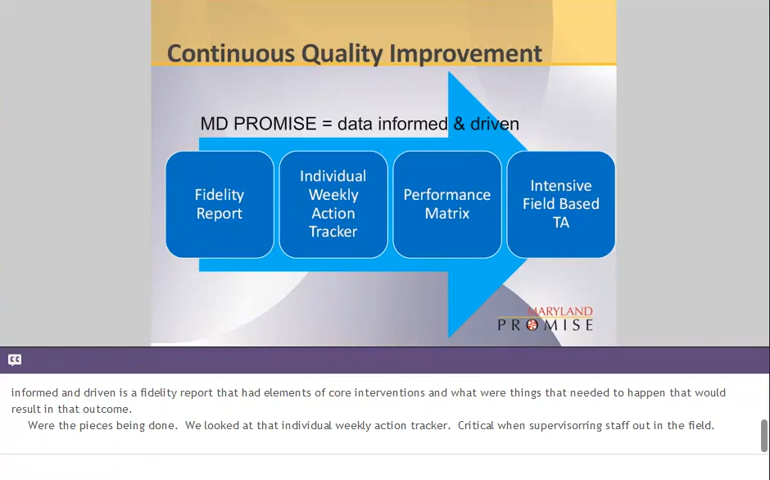 Continuous Quality Improvement
MD PROMISE = data informed & driven
Fidelity
Report
Individual
Weekly
Action
Tracker
Performance
Matrix
Intensive
Field Based
TA
MARYLAND
PROMISE
CC
informed and driven is a fidelity report that had elements of core interventions and what were things that needed to happen that would
result in that outcome.
Were the pieces being done.  We looked at that individual weekly action tracker.  Critical when supervisorring staff out in the field.